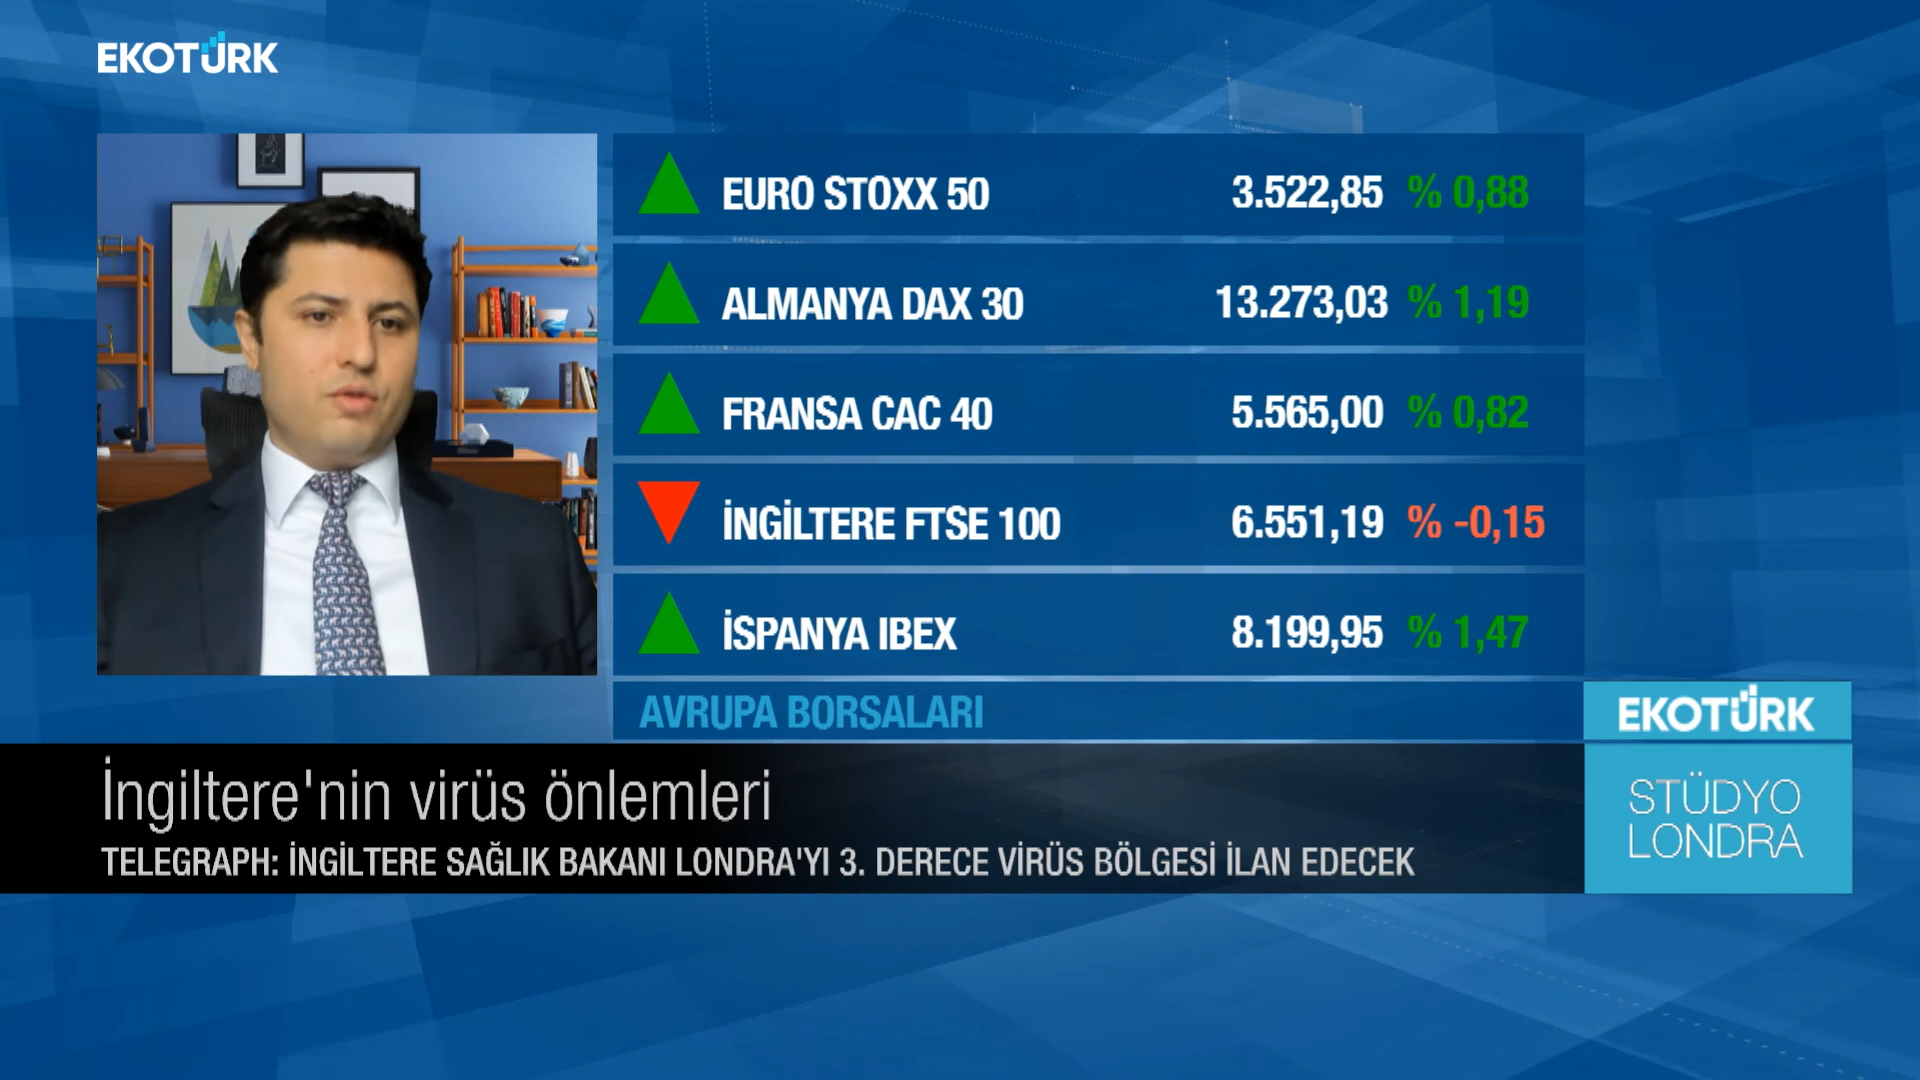 EKOTÜRK
EURO STOXX 50 3.522,85 % 0,88
ALMANYA DAX 30 13.273,03 % 1,19
FRANSA CAC 40 5.565,00 % 0,82
İNGİLTERE FTSE 100 6.551,19 % -0,15
İSPANYA IBEX 8.199,95 % 1,47
AVRUPA BORSALARI
EKOTÜRK
İngiltere'nin virüs önlemleri
TELEGRAPH: İNGİLTERE SAĞLIK BAKANI LONDRA'YI 3. DERECE VİRÜS BÖLGESİ İLAN EDECEK
STÜDYO
LONDRA